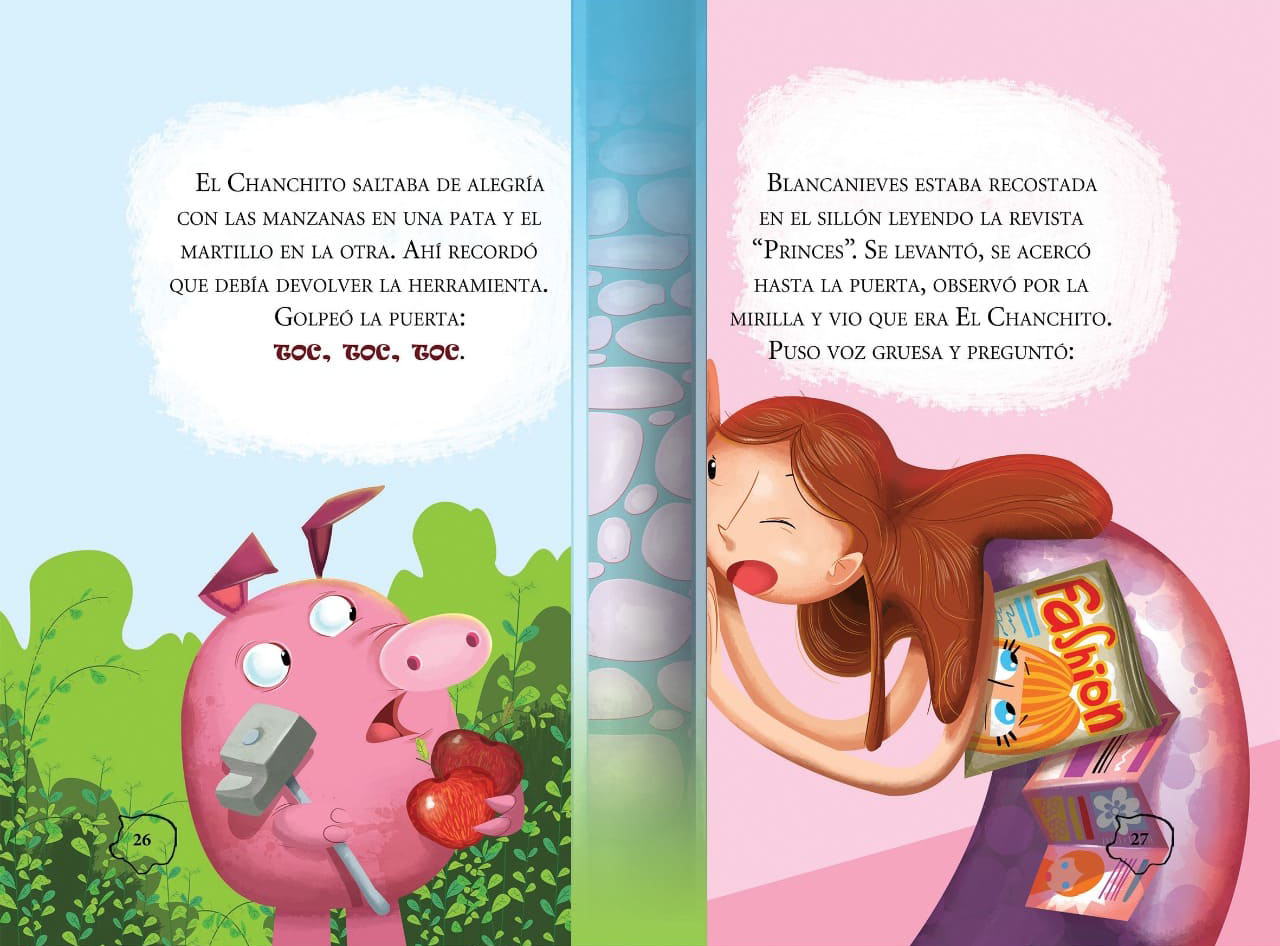 El Chanchito saltaba de alegría
con las manzanas en una pata y el
martillo en la otra. Ahí recordó
que debía devolver la herramienta.
Golpeó la puerta:
toc, toc, toc.
26
Blancanieves estaba recostada
en el sillón leyendo la revista
“Princes”. Se levantó, se acercó
hasta la puerta, observó por la
mirilla y vio que era El Chanchito.
Puso voz gruesa y preguntó:
Fashion
27